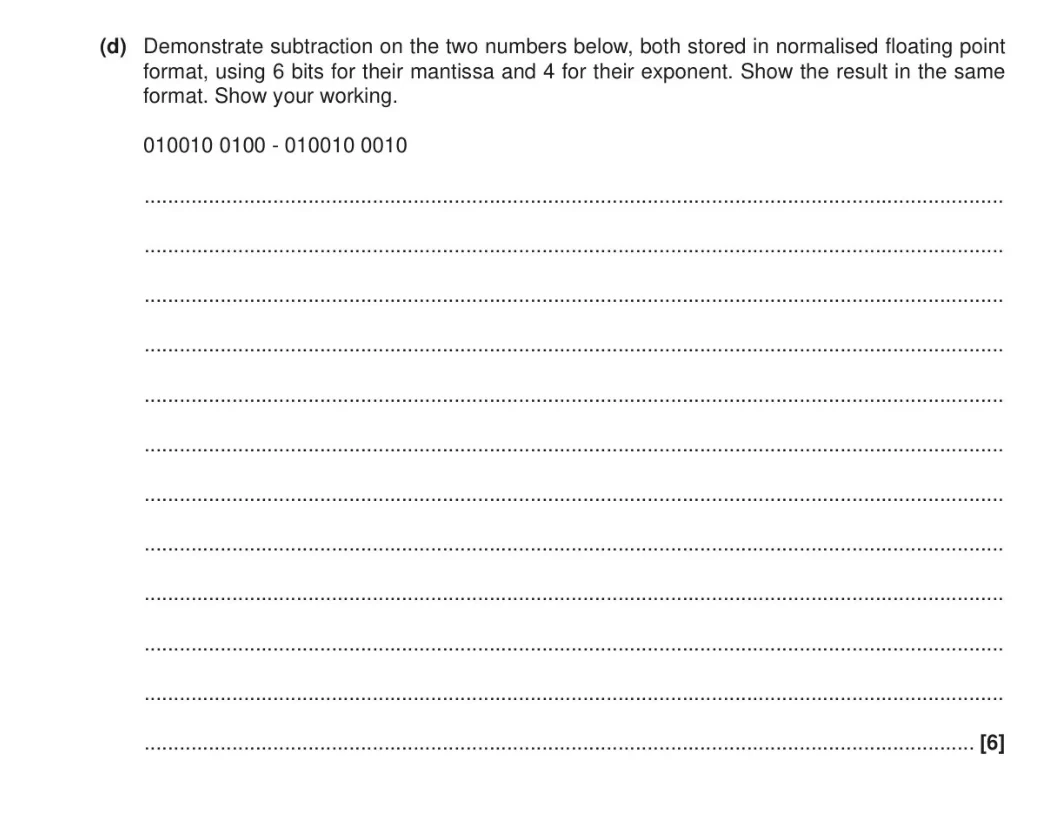 (d) Demonstrate subtraction on the two numbers below, both stored in normalised floating point
format, using 6 bits for their mantissa and 4 for their exponent. Show the result in the same
format. Show your working.
010010 0100 - 010010 0010
[6]